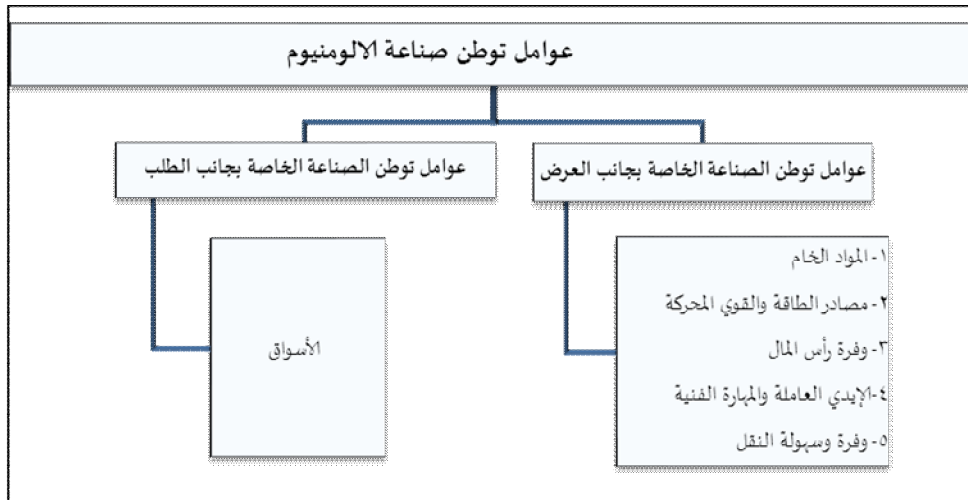 عوامل توطن صناعة الالومنيوم
عوامل توطن الصناعة الخاصة بجانب العرض
١-المواد الخام
٢- مصادر الطاقة والقوي المحركة
٣- وفرة رأس المال
٤-الإيدي العاملة والمهارة الفنية
٥- وفرة وسهولة النقل
عوامل توطن الصناعة الخاصة بجانب الطلب
الأسواق